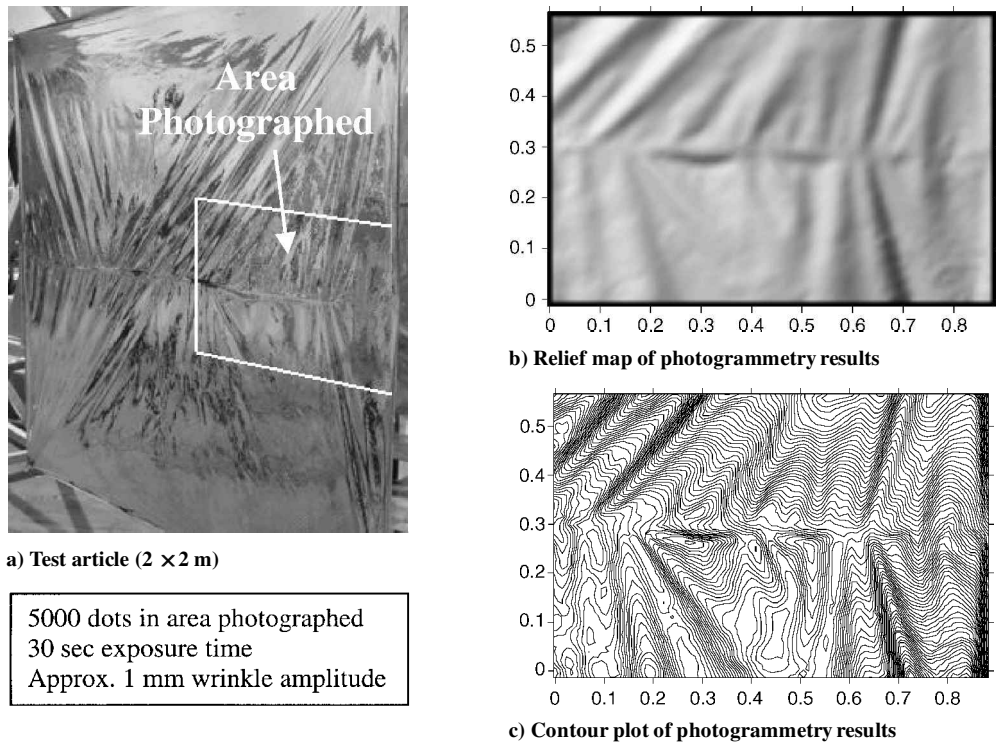 Area
Photographed
a) Test article (2 ×2 m)
5000 dots in area photographed
30 sec exposure time
Approx. 1 mm wrinkle amplitude
0.5
0.4
0.3
0.2
0.1
0
0 0.1 0.2 0.3 0.4 0.5 0.6 0.7 0.8
b) Relief map of photogrammetry results
0.5
0.4
0.3
0.2
0.1
0
0 0.1 0.2 0.3 0.4 0.5 0.6 0.7 0.8
c) Contour plot of photogrammetry results